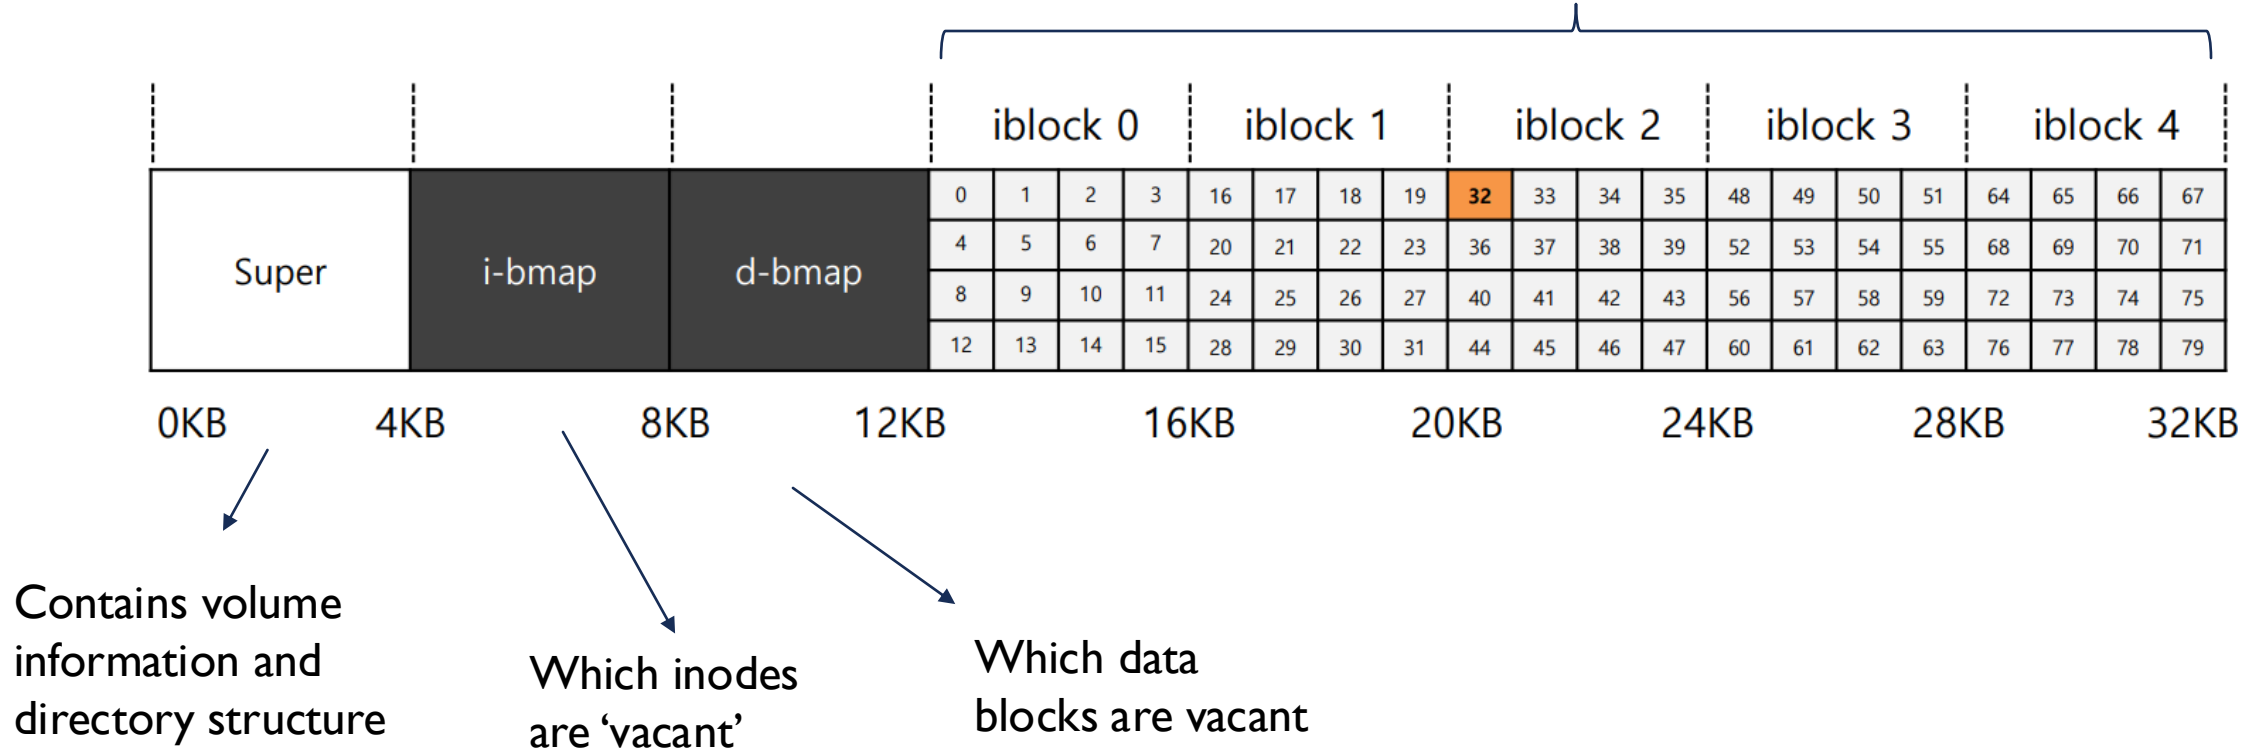 iblock 0 iblock 1 iblock 2 iblock 3 iblock 4
Super i-bmap d-bmap
0 1 2 3 16 17 18 19 32 33 34 35 48 49 50 51 64 65 66 67
4 5 6 7 20 21 22 23 36 37 38 39 52 53 54 55 68 69 70 71
8 9 10 11 24 25 26 27 40 41 42 43 56 57 58 59 72 73 74 75
12 13 14 15 28 29 30 31 44 45 46 47 60 61 62 63 76 77 78 79
0KB 4KB 8KB 12KB 16KB 20KB 24KB 28KB 32KB
Contains volume
information and
directory structure
Which inodes
are ‘vacant’
Which data
blocks are vacant